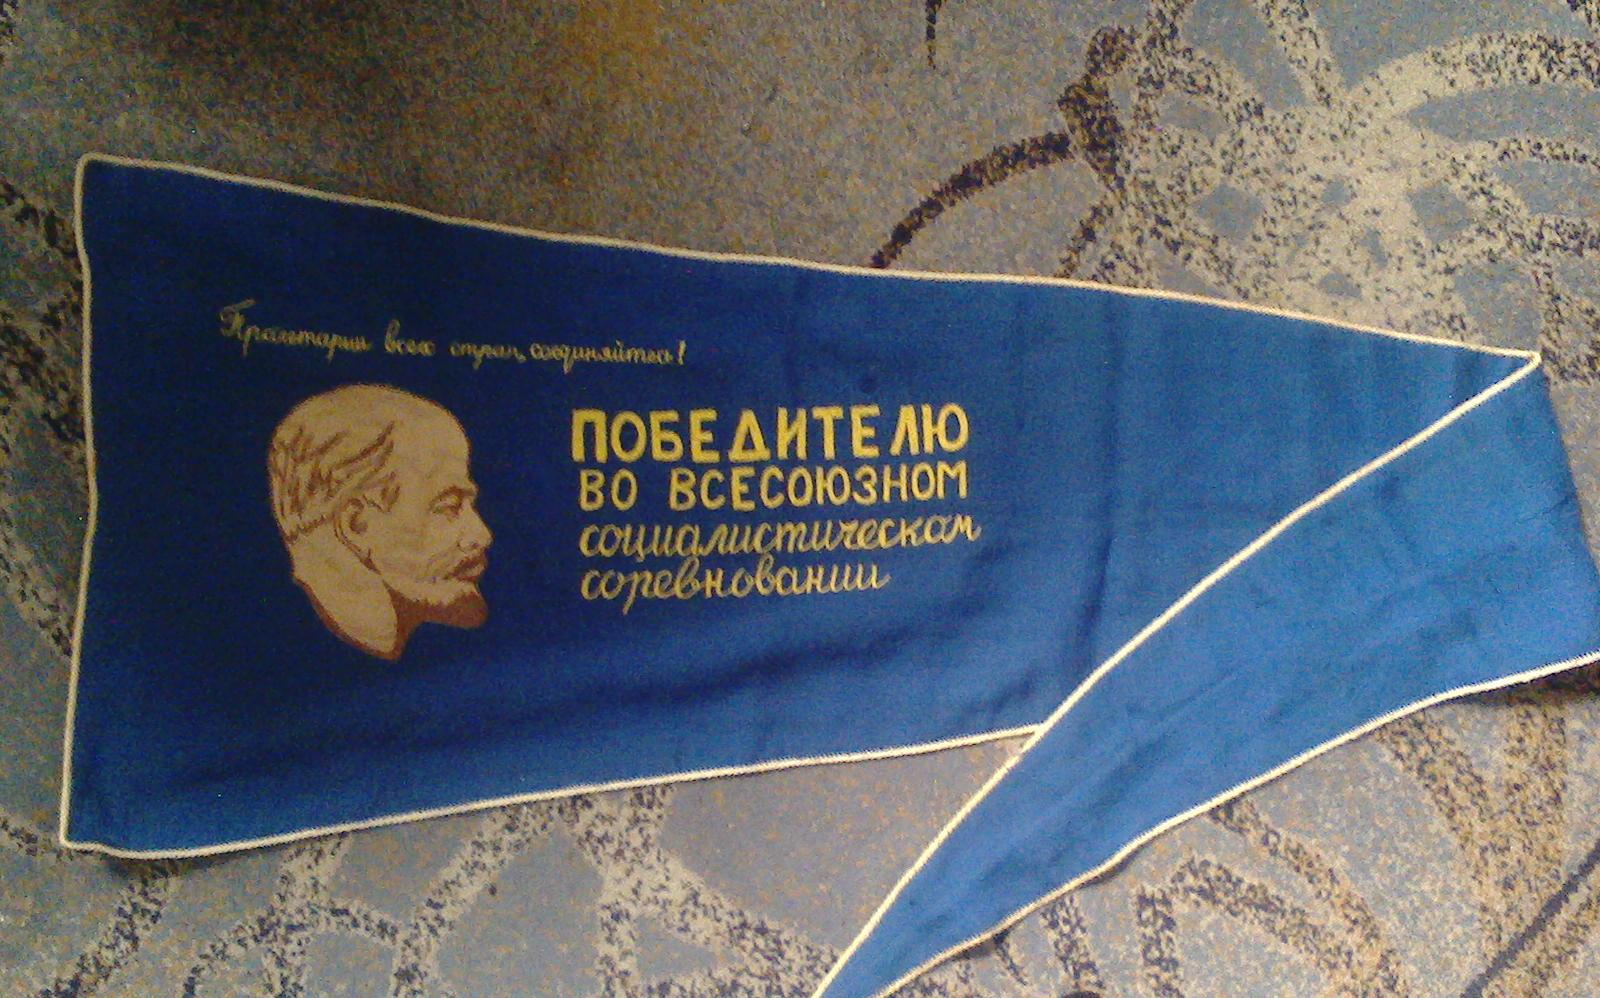 Пролетарии всех стран, соединяйтесь!
ПОБЕДИТЕЛЮ
ВО ВСЕСОЮЗНОМ
социалистическом
соревновании